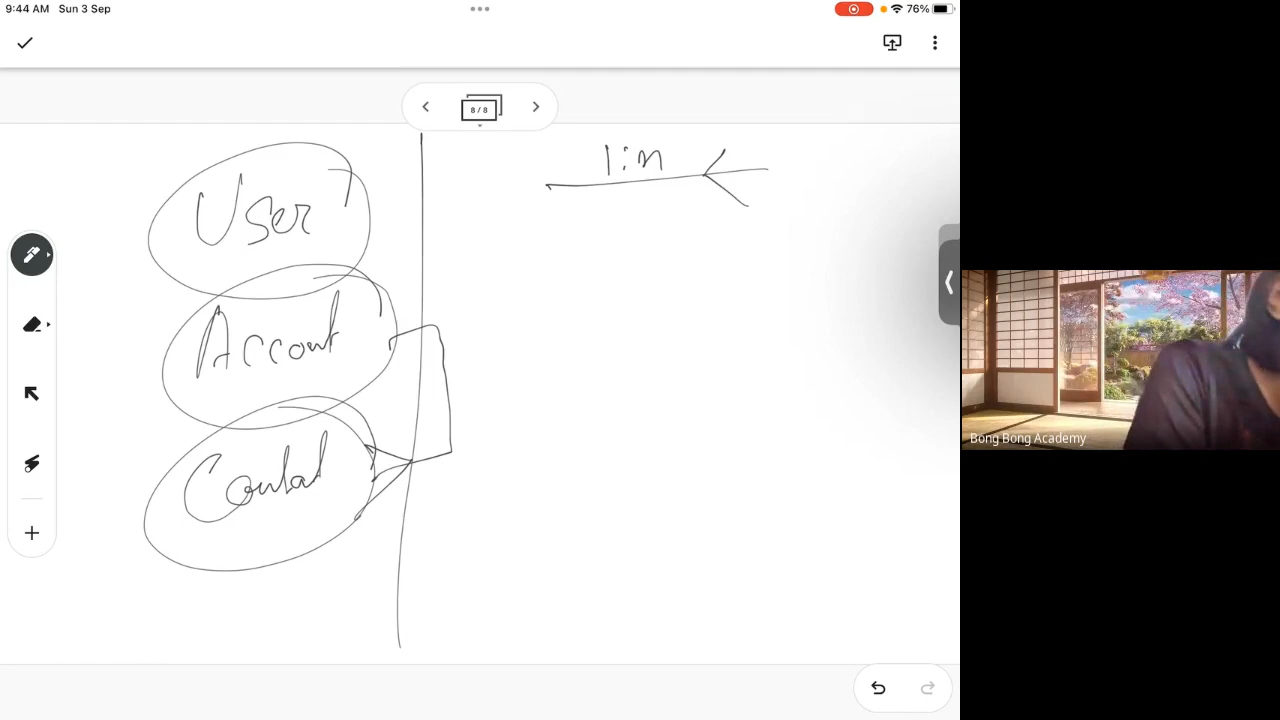 9:44 AM Sun 3 Sep
76%
8 / 8
1:n
User
Account
Contact
Bong Bong Academy